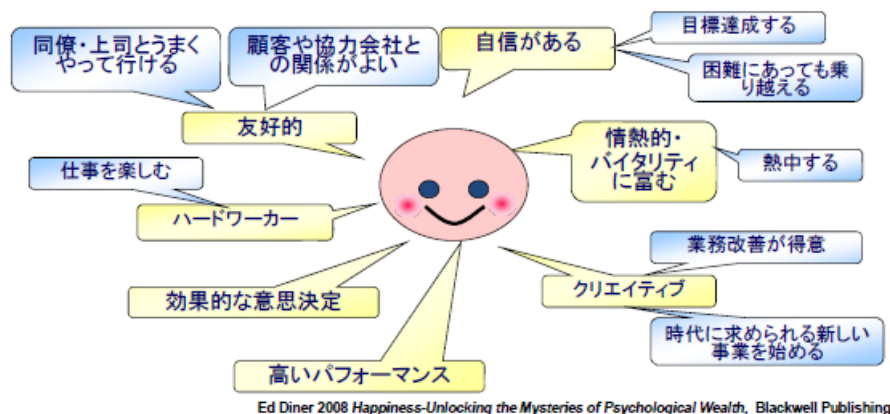 同僚・上司とうまく
やって行ける
顧客や協力会社と
の関係がよい
自信がある
目標達成する
困難にあっても乗
り越える
友好的
情熱的・
バイタリティ
に富む
熱中する
仕事を楽しむ
ハードワーカー
業務改善が得意
効果的な意思決定
クリエイティブ
時代に求められる新しい
事業を始める
高いパフォーマンス
Ed Diner 2008 Happiness-Unlocking the Mysteries of Psychological Wealth, Blackwell Publishing